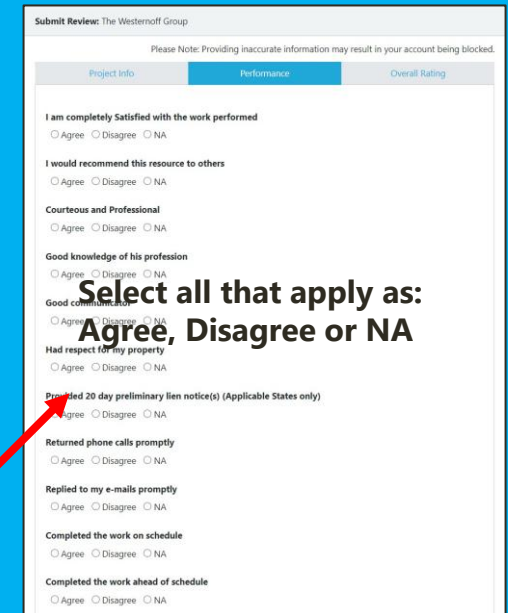 Submit Review: The Westernoff Group
Please Note: Providing inaccurate information may result in your account being blocked.
Project Info Performance Overall Rating
I am completely Satisfied with the work performed
Agree Disagree NA
I would recommend this resource to others
Agree Disagree NA
Courteous and Professional
Agree Disagree NA
Good knowledge of his profession
Agree Disagree NA
Select all that apply as:
Good communicator
Agree Disagree NA
Agree, Disagree or NA
Had respect for my property
Agree Disagree NA
Provided 20 day preliminary lien notice(s) (Applicable States only)
Agree Disagree NA
Returned phone calls promptly
Agree Disagree NA
Replied to my e-mails promptly
Agree Disagree NA
Completed the work on schedule
Agree Disagree NA
Completed the work ahead of schedule
Agree Disagree NA